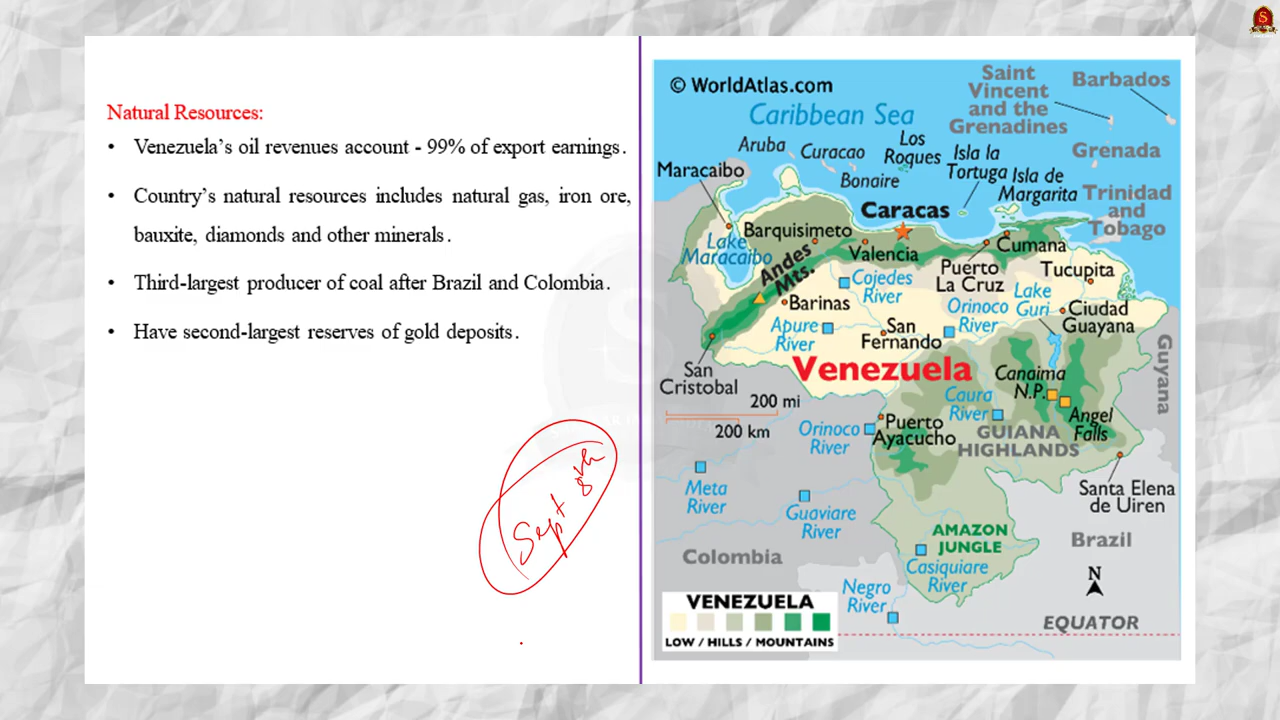 Natural Resources:
• Venezuela's oil revenues account - 99% of export earnings.
• Country's natural resources includes natural gas, iron ore,
bauxite, diamonds and other minerals.
• Third-largest producer of coal after Brazil and Colombia.
• Have second-largest reserves of gold deposits.
Sept 8th
© WorldAtlas.com
Caribbean Sea
Saint
Vincent
and the
Grenadines
Barbados
Grenada
Trinidad
and
Tobago
Aruba
Curacao
Bonaire
Los
Roques
Isla la
Tortuga
Isla de
Margarita
Maracaibo
Caracas
Lake
Maracaibo
Barquisimeto
Valencia
Andes
Mts.
Puerto
La Cruz
Cumana
Tucupita
Barinas
Cojedes
River
Orinoco
River
Lake
Guri
Ciudad
Guayana
Apure
River
San
Fernando
San
Cristobal
Venezuela
Canaima
N.P.
Guyana
200 mi
200 km
Caura
River
Angel
Falls
Orinoco
River
Puerto
Ayacucho
GUIANA
HIGHLANDS
Meta
River
Guaviare
River
Santa Elena
de Uiren
Colombia
AMAZON
JUNGLE
Brazil
Casiquiare
River
Negro
River
N
EQUATOR
VENEZUELA
LOW / HILLS / MOUNTAINS
S